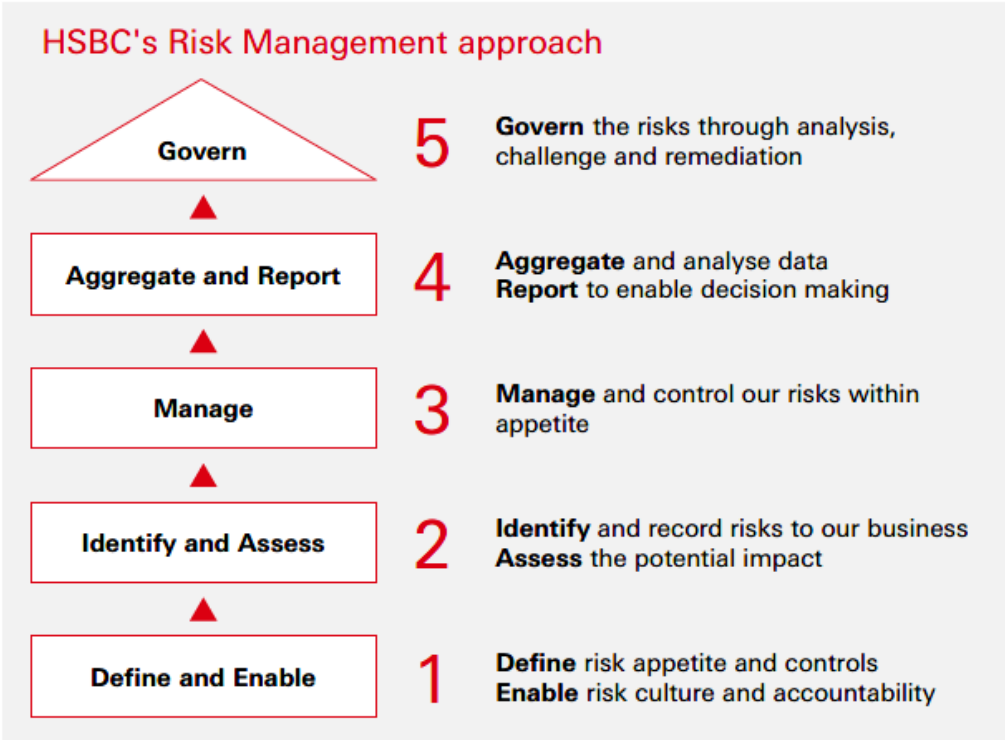 HSBC's Risk Management approach
Govern
5
Govern the risks through analysis,
challenge and remediation
Aggregate and Report
4
Aggregate and analyse data
Report to enable decision making
Manage
3
Manage and control our risks within
appetite
Identify and Assess
2
Identify and record risks to our business
Assess the potential impact
Define and Enable
1
Define risk appetite and controls
Enable risk culture and accountability